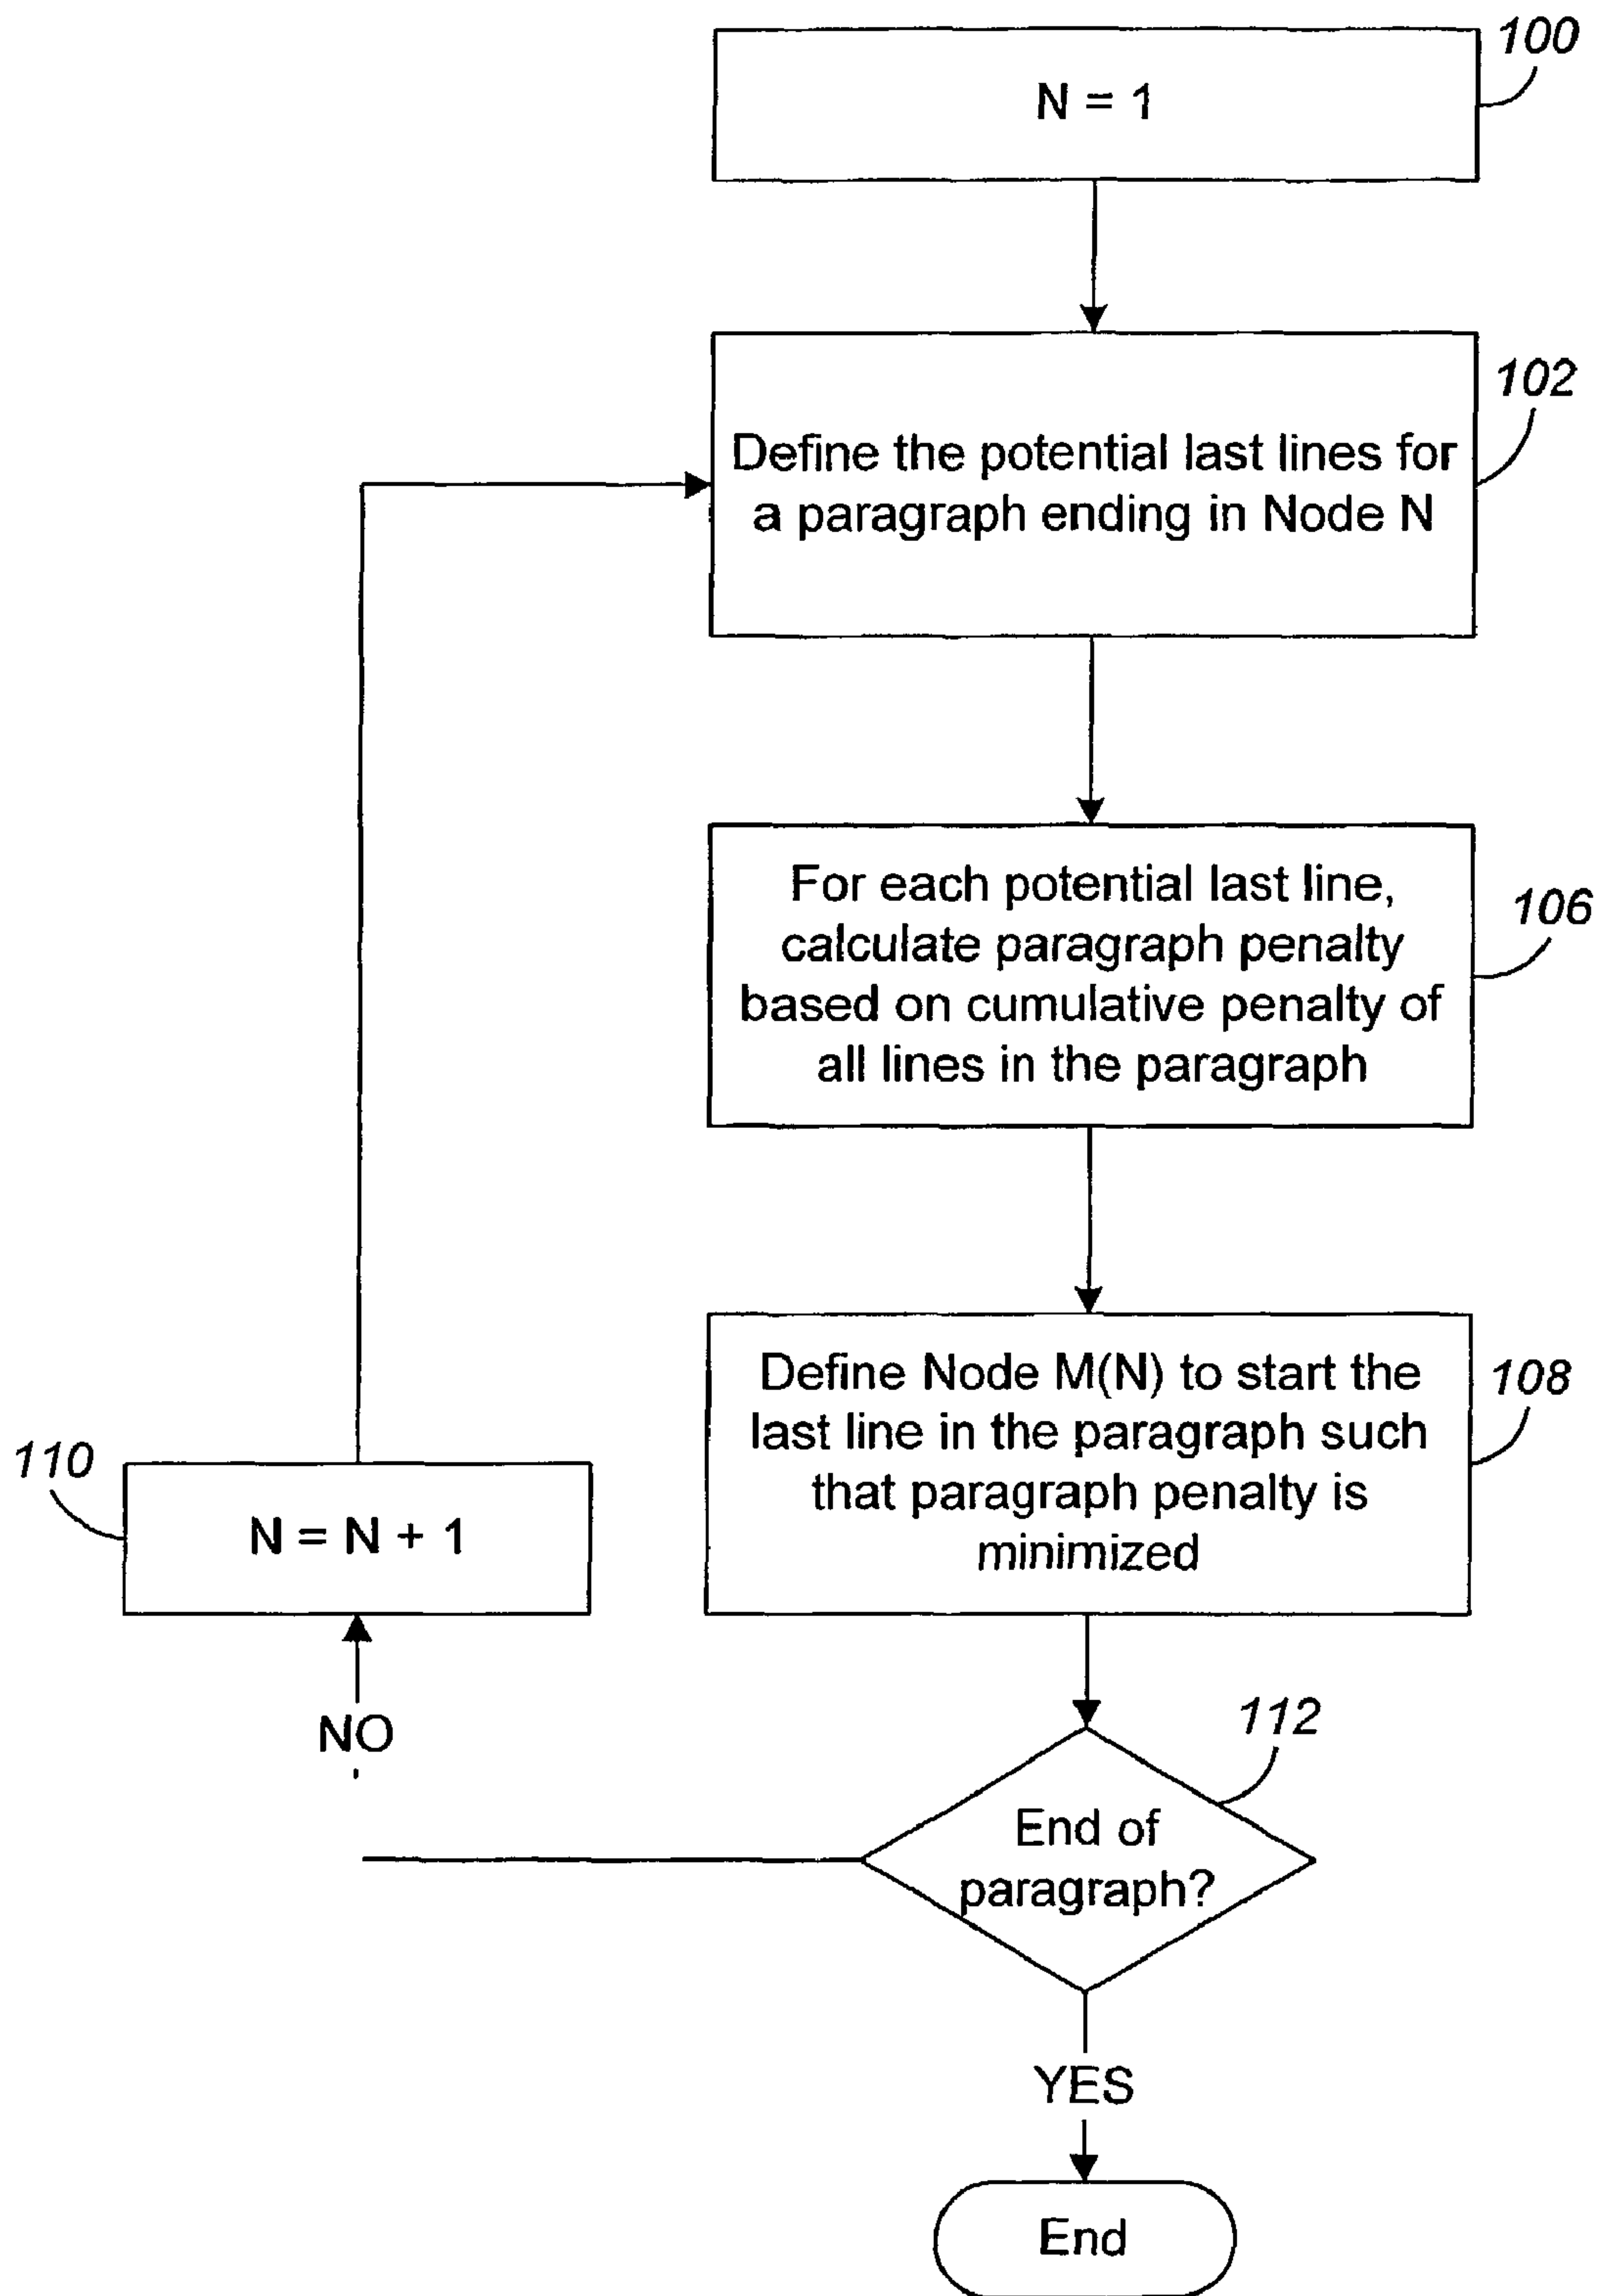 100
N = 1
102
Define the potential last lines for
a paragraph ending in Node N
106
For each potential last line,
calculate paragraph penalty
based on cumulative penalty of
all lines in the paragraph
108
Define Node M(N) to start the
last line in the paragraph such
that paragraph penalty is
minimized
110
N = N + 1
NO
112
End of
paragraph?
YES
End